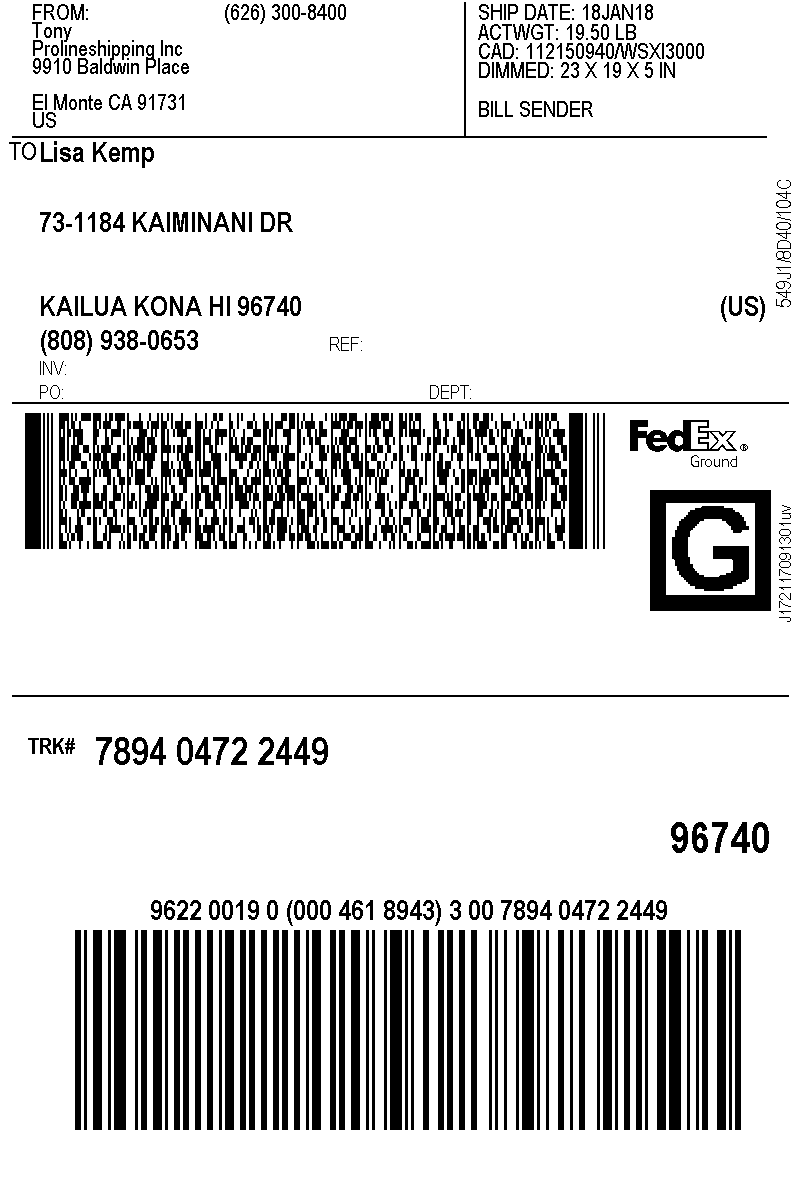 FROM: (626) 300-8400
Tony
Prolineshipping Inc
9910 Baldwin Place
El Monte CA 91731
US
SHIP DATE: 18JAN18
ACTWGT: 19.50 LB
CAD: 112150940/WSXI3000
DIMMED: 23 X 19 X 5 IN
BILL SENDER
TO Lisa Kemp
73-1184 KAIMINANI DR
KAILUA KONA HI 96740 (US)
(808) 938-0653 REF:
INV:
PO: DEPT:
549J1/8D40/104C
FedEx®
Ground
G
J172117091301uv
TRK# 7894 0472 2449
96740
9622 0019 0 (000 461 8943) 3 00 7894 0472 2449